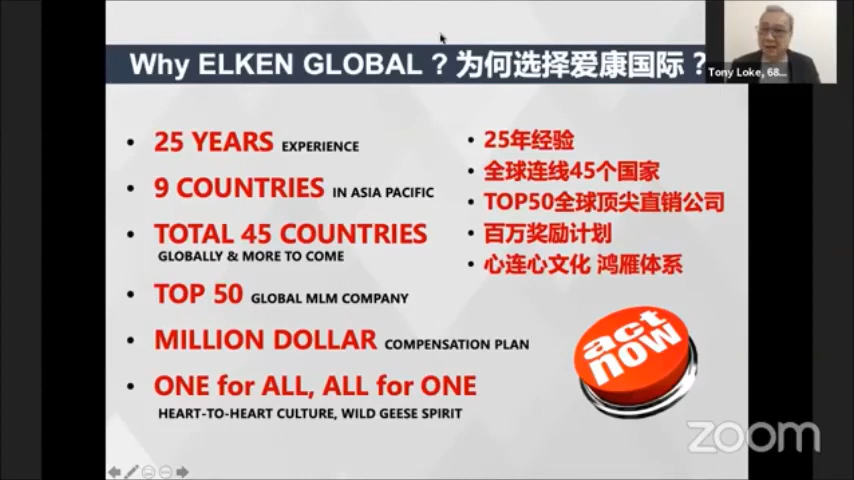 Why ELKEN GLOBAL ? 为何选择爱康国际 ?
Tony Loke, 68...
25 YEARS EXPERIENCE
9 COUNTRIES IN ASIA PACIFIC
TOTAL 45 COUNTRIES
GLOBALLY & MORE TO COME
TOP 50 GLOBAL MLM COMPANY
MILLION DOLLAR COMPENSATION PLAN
ONE for ALL, ALL for ONE
HEART-TO-HEART CULTURE, WILD GEESE SPIRIT
25年经验
全球连线45个国家
TOP50全球顶尖直销公司
百万奖励计划
心连心文化 鸿雁体系
act
now
zoom